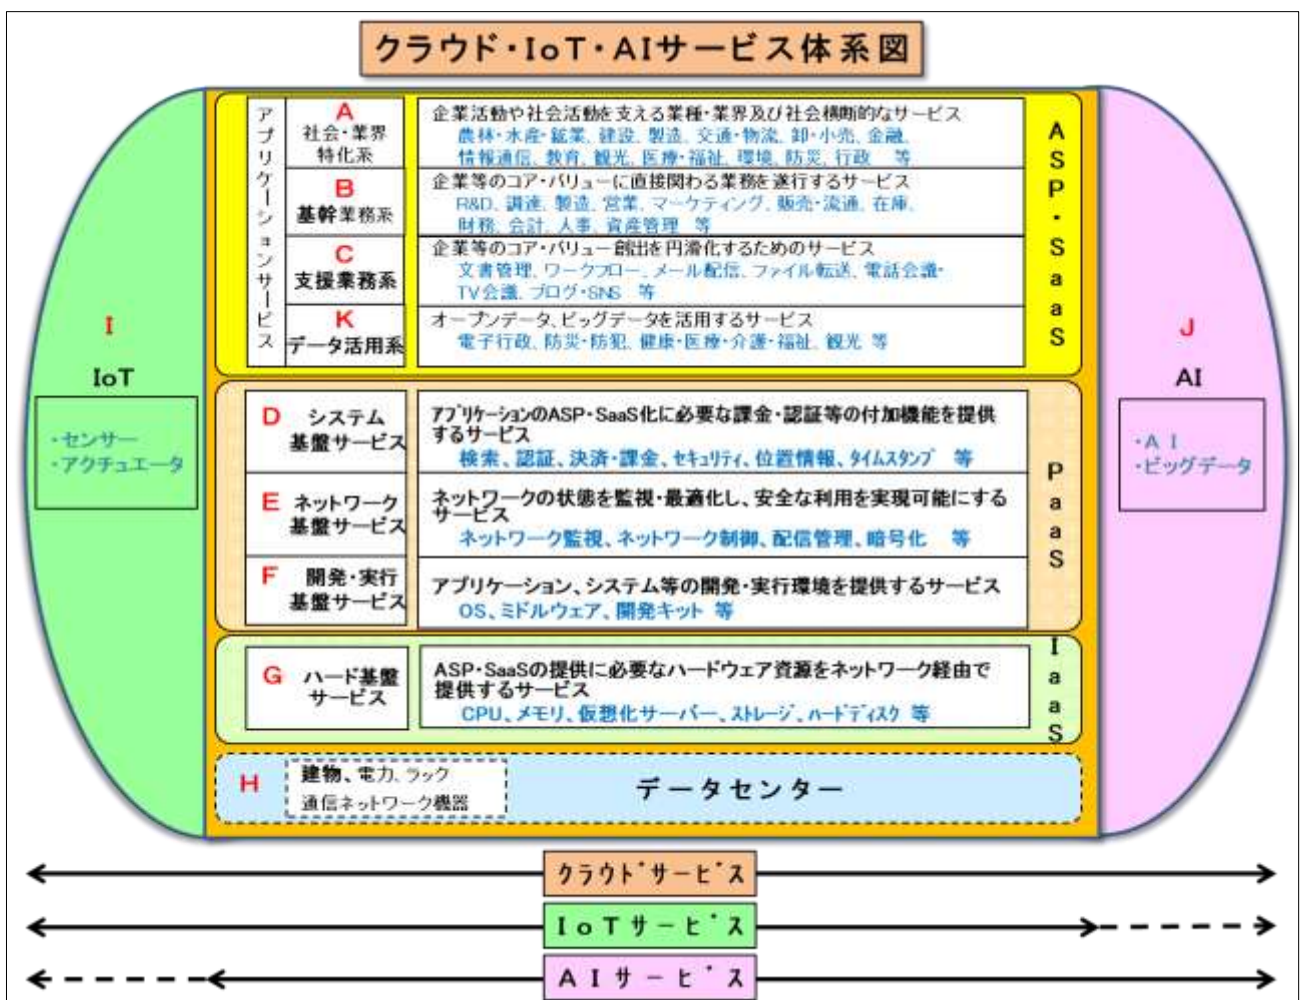 クラウド・IoT・AIサービス体系図
アプリケーションサービス
A
社会・業界
特化系
企業活動や社会活動を支える業種・業界及び社会横断的なサービス
農林・水産・鉱業、建設、製造、交通・物流、卸・小売、金融、
情報通信、教育、観光、医療・福祉、環境、防災、行政 等
B
基幹業務系
企業等のコア・バリューに直接関わる業務を遂行するサービス
R&D、調達、製造、営業、マーケティング、販売・流通、在庫、
財務、会計、人事、資産管理 等
C
支援業務系
企業等のコア・バリュー創出を円滑化するためのサービス
文書管理、ワークフロー、メール配信、ファイル転送、電話会議・
TV会議、ブログ・SNS 等
K
データ活用系
オープンデータ、ビッグデータを活用するサービス
電子行政、防災・防犯、健康・医療・介護・福祉、観光 等
ASP・SaaS
I
IoT
・センサー
・アクチュエータ
J
AI
・AI
・ビッグデータ
D システム
基盤サービス
アプリケーションのASP・SaaS化に必要な課金・認証等の付加機能を提供
するサービス
検索、認証、決済・課金、セキュリティ、位置情報、タイムスタンプ 等
E ネットワーク
基盤サービス
ネットワークの状態を監視・最適化し、安全な利用を実現可能にする
サービス
ネットワーク監視、ネットワーク制御、配信管理、暗号化 等
F 開発・実行
基盤サービス
アプリケーション、システム等の開発・実行環境を提供するサービス
OS、ミドルウェア、開発キット 等
PaaS
G ハード基盤
サービス
ASP・SaaSの提供に必要なハードウェア資源をネットワーク経由で
提供するサービス
CPU、メモリ、仮想化サーバー、ストレージ、ハードディスク 等
IaaS
H
建物、電力、ラック
通信ネットワーク機器
データセンター
クラウドサービス
IoTサービス
AIサービス